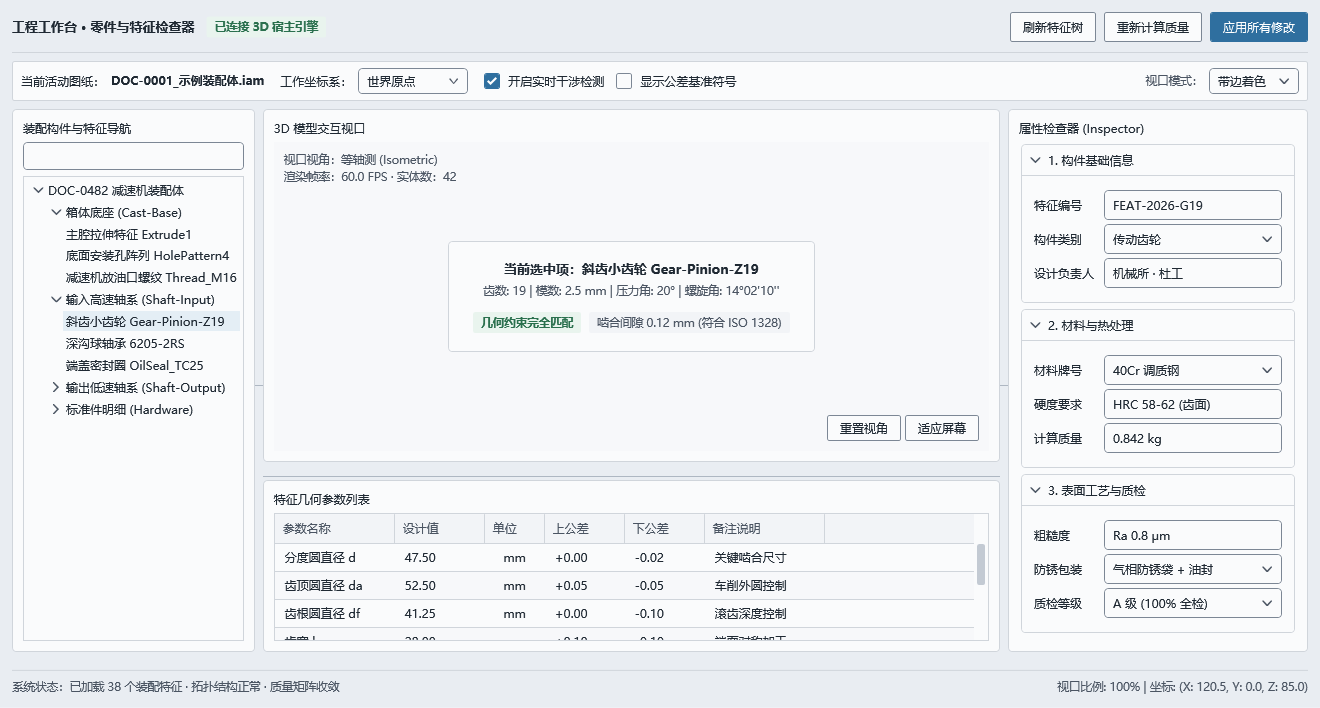 工程工作台 • 零件与特征检查器 已连接 3D 宿主引擎 刷新特征树 重新计算质量 应用所有修改
当前活动图纸: DOC-0001_示例装配体.iam 工作坐标系: 世界原点 开启实时干涉检测 显示公差基准符号 视口模式: 带边着色
装配构件与特征导航
DOC-0482 减速机装配体
箱体底座 (Cast-Base)
主腔拉伸特征 Extrude1
底面安装孔阵列 HolePattern4
减速机放油口螺纹 Thread_M16
输入高速轴系 (Shaft-Input)
斜齿小齿轮 Gear-Pinion-Z19
深沟球轴承 6205-2RS
端盖密封圈 OilSeal_TC25
输出低速轴系 (Shaft-Output)
标准件明细 (Hardware)
3D 模型交互视口
视口视角: 等轴测 (Isometric)
渲染帧率: 60.0 FPS · 实体数: 42
当前选中项: 斜齿小齿轮 Gear-Pinion-Z19
齿数: 19 | 模数: 2.5 mm | 压力角: 20° | 螺旋角: 14°02'10''
几何约束完全匹配 啮合间隙 0.12 mm (符合 ISO 1328)
重置视角 适应屏幕
特征几何参数列表
参数名称 设计值 单位 上公差 下公差 备注说明
分度圆直径 d 47.50 mm +0.00 -0.02 关键啮合尺寸
齿顶圆直径 da 52.50 mm +0.05 -0.05 车削外圆控制
齿根圆直径 df 41.25 mm +0.00 -0.10 滚齿深度控制
属性检查器 (Inspector)
1. 构件基础信息
特征编号 FEAT-2026-G19
构件类别 传动齿轮
设计负责人 机械所 · 杜工
2. 材料与热处理
材料牌号 40Cr 调质钢
硬度要求 HRC 58-62 (齿面)
计算质量 0.842 kg
3. 表面工艺与质检
粗糙度 Ra 0.8 μm
防锈包装 气相防锈袋 + 油封
质检等级 A 级 (100% 全检)
系统状态: 已加载 38 个装配特征 · 拓扑结构正常 · 质量矩阵收敛 视口比例: 100% | 坐标: (X: 120.5, Y: 0.0, Z: 85.0)